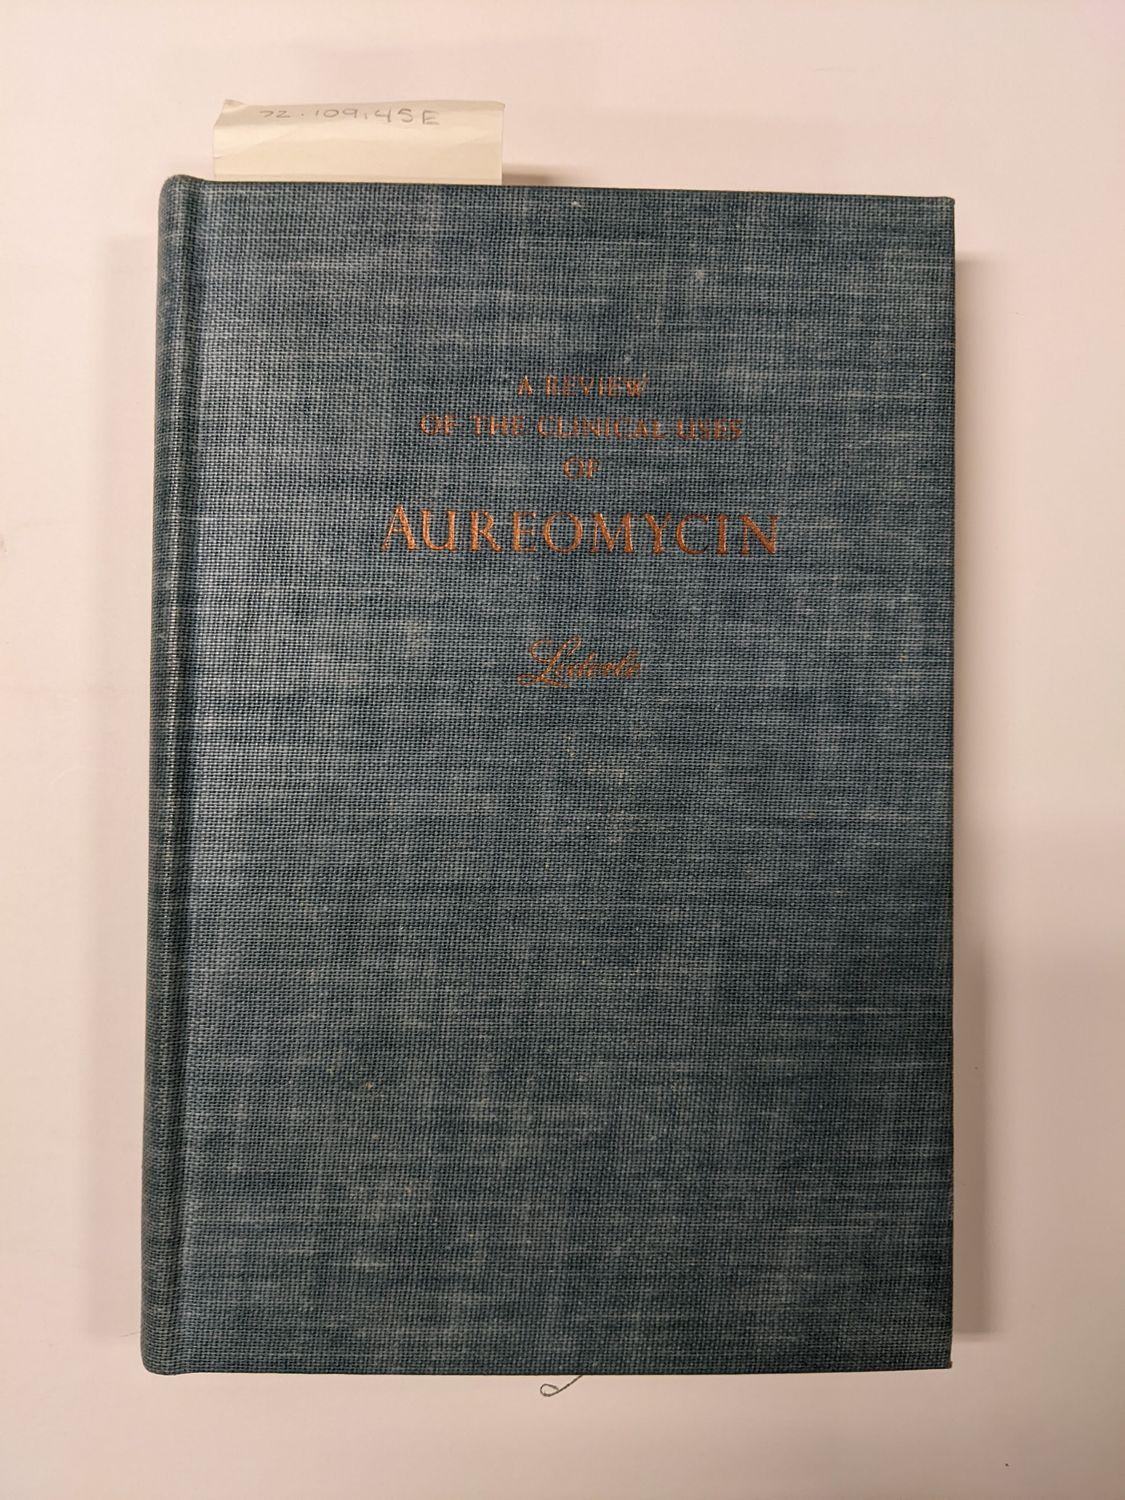 72.109.45E
A REVIEW
OF THE CLINICAL USES
OF
AUREOMYCIN
Lederle